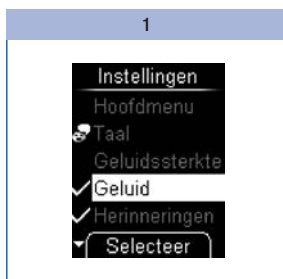 1
Instellingen
Hoofdmenu
Taal
Geluidssterkte
Geluid
Herinneringen
Selecteer